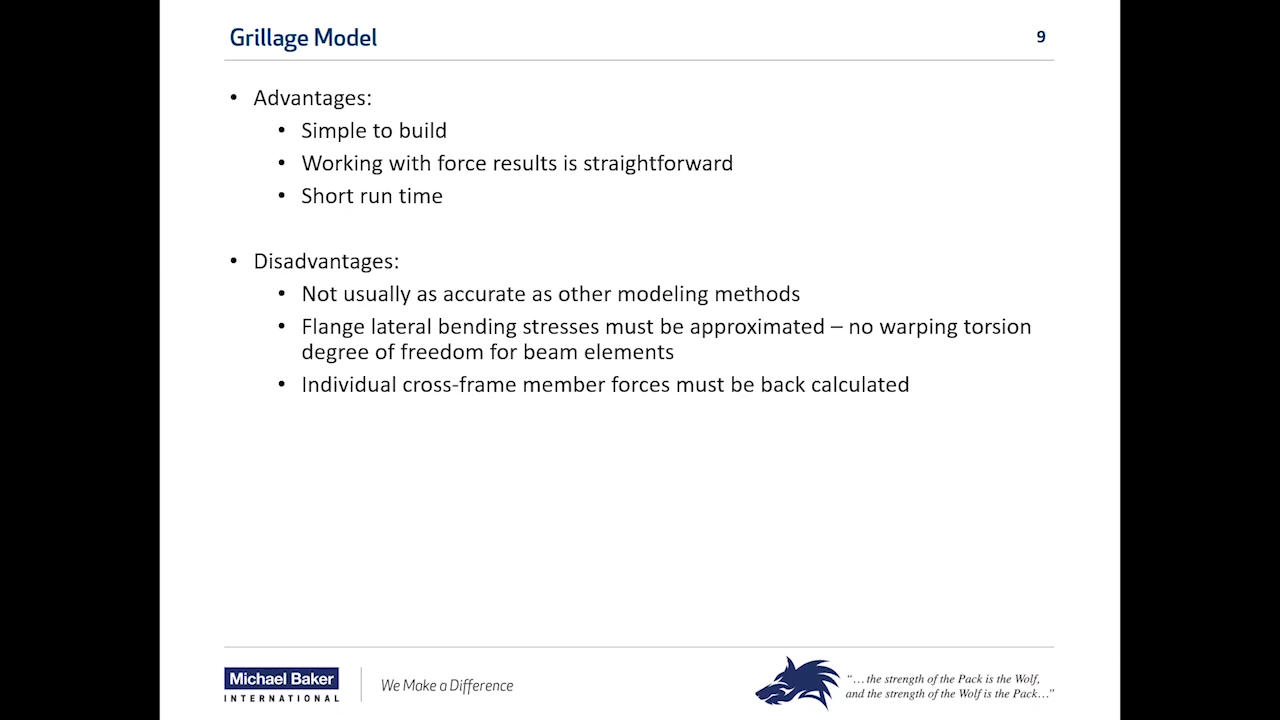 Grillage Model
9
• Advantages:
• Simple to build
• Working with force results is straightforward
• Short run time
• Disadvantages:
• Not usually as accurate as other modeling methods
• Flange lateral bending stresses must be approximated – no warping torsion
degree of freedom for beam elements
• Individual cross-frame member forces must be back calculated
Michael Baker
INTERNATIONAL
We Make a Difference
“…the strength of the Pack is the Wolf,
and the strength of the Wolf is the Pack…”